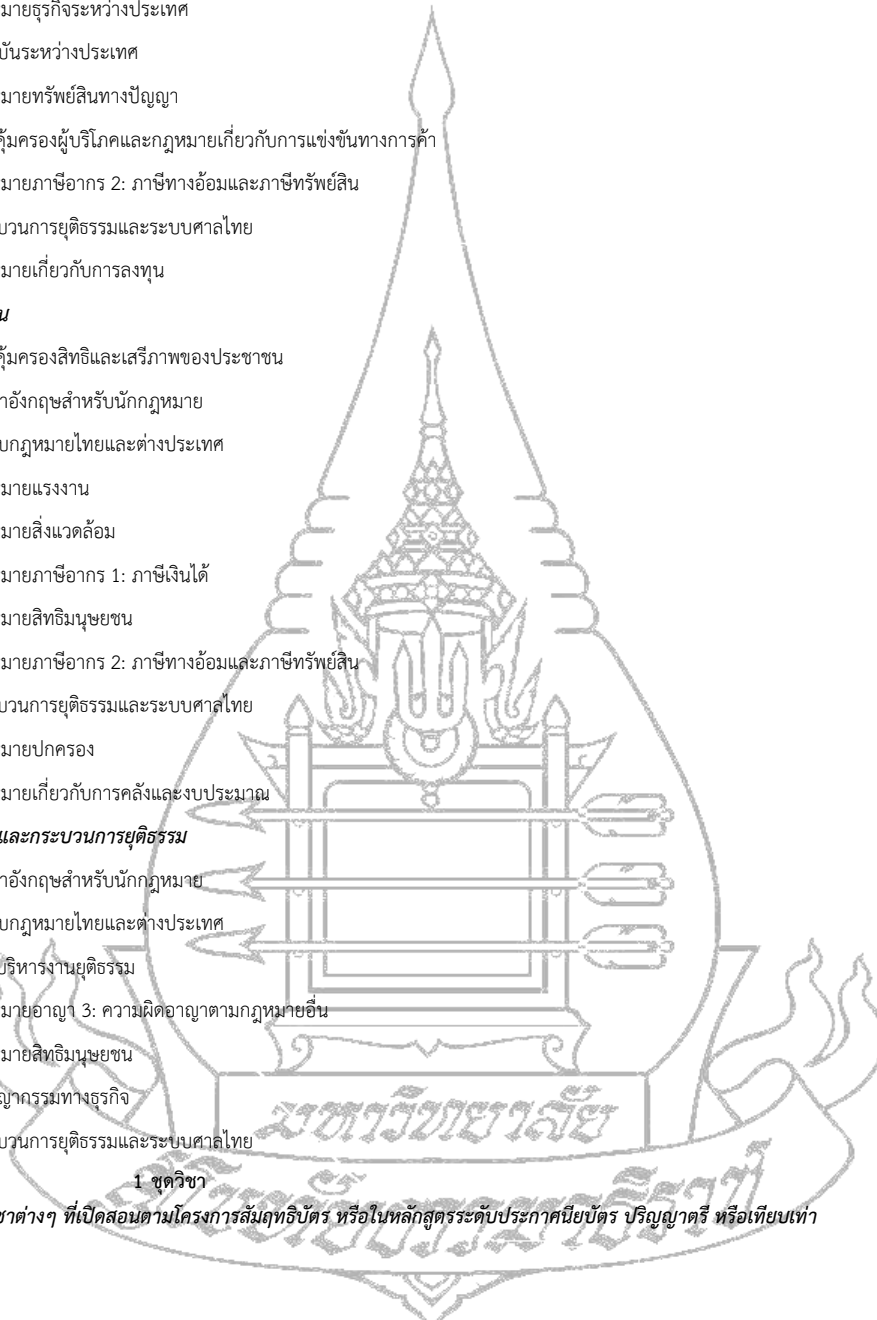 มายธุรกิจระหว่างประเทศ
บันระหว่างประเทศ
มายทรัพย์สินทางปัญญา
คุ้มครองผู้บริโภคและกฎหมายเกี่ยวกับการแข่งขันทางการค้า
มายภาษีอากร 2: ภาษีทางอ้อมและภาษีทรัพย์สิน
บวนการยุติธรรมและระบบศาลไทย
มายเกี่ยวกับการลงทุน
น
คุ้มครองสิทธิและเสรีภาพของประชาชน
าอังกฤษสำหรับนักกฎหมาย
บกฎหมายไทยและต่างประเทศ
มายแรงงาน
มายสิ่งแวดล้อม
มายภาษีอากร 1: ภาษีเงินได้
มายสิทธิมนุษยชน
มายภาษีอากร 2: ภาษีทางอ้อมและภาษีทรัพย์สิน
บวนการยุติธรรมและระบบศาลไทย
มายปกครอง
มายเกี่ยวกับการคลังและงบประมาณ
และกระบวนการยุติธรรม
าอังกฤษสำหรับนักกฎหมาย
บกฎหมายไทยและต่างประเทศ
บริหารงานยุติธรรม
มายอาญา 3: ความผิดอาญาตามกฎหมายอื่น
มายสิทธิมนุษยชน
ญากรรมทางธุรกิจ
บวนการยุติธรรมและระบบศาลไทย
มหาวิทยาลัย
1 ชุดวิชา
สุโขทัยธรรมาธิราช
ชาต่างๆ ที่เปิดสอนตามโครงการสัมฤทธิบัตร หรือในหลักสูตรระดับประกาศนียบัตร ปริญญาตรี หรือเทียบเท่า